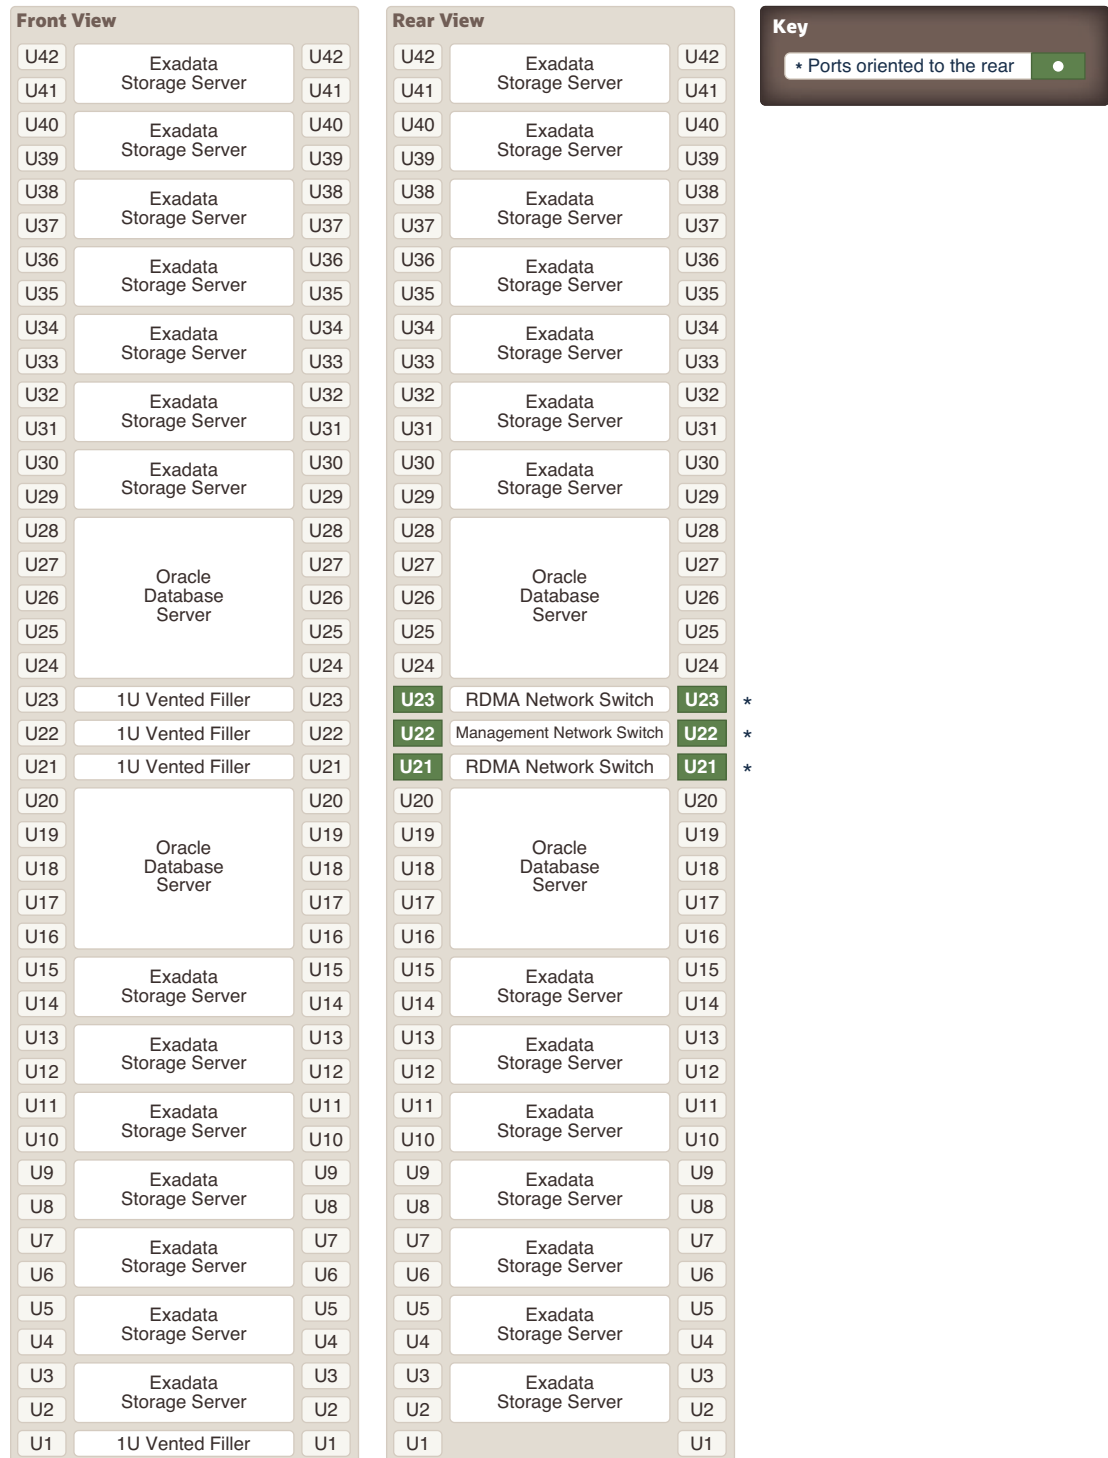 Front View
U42 Exadata U42
U41 Storage Server U41
U40 Exadata U40
U39 Storage Server U39
U38 Exadata U38
U37 Storage Server U37
U36 Exadata U36
U35 Storage Server U35
U34 Exadata U34
U33 Storage Server U33
U32 Exadata U32
U31 Storage Server U31
U30 Exadata U30
U29 Storage Server U29
U28 U28
U27 Oracle U27
U26 Database U26
U25 Server U25
U24 U24
U23 1U Vented Filler U23
U22 1U Vented Filler U22
U21 1U Vented Filler U21
U20 U20
U19 Oracle U19
U18 Database U18
U17 Server U17
U16 U16
U15 Exadata U15
U14 Storage Server U14
U13 Exadata U13
U12 Storage Server U12
U11 Exadata U11
U10 Storage Server U10
U9 Exadata U9
U8 Storage Server U8
U7 Exadata U7
U6 Storage Server U6
U5 Exadata U5
U4 Storage Server U4
U3 Exadata U3
U2 Storage Server U2
U1 1U Vented Filler U1
Rear View
U42 Exadata U42
U41 Storage Server U41
U40 Exadata U40
U39 Storage Server U39
U38 Exadata U38
U37 Storage Server U37
U36 Exadata U36
U35 Storage Server U35
U34 Exadata U34
U33 Storage Server U33
U32 Exadata U32
U31 Storage Server U31
U30 Exadata U30
U29 Storage Server U29
U28 U28
U27 Oracle U27
U26 Database U26
U25 Server U25
U24 U24
U23 RDMA Network Switch U23 *
U22 Management Network Switch U22 *
U21 RDMA Network Switch U21 *
U20 U20
U19 Oracle U19
U18 Database U18
U17 Server U17
U16 U16
U15 Exadata U15
U14 Storage Server U14
U13 Exadata U13
U12 Storage Server U12
U11 Exadata U11
U10 Storage Server U10
U9 Exadata U9
U8 Storage Server U8
U7 Exadata U7
U6 Storage Server U6
U5 Exadata U5
U4 Storage Server U4
U3 Exadata U3
U2 Storage Server U2
U1 U1
Key
* Ports oriented to the rear